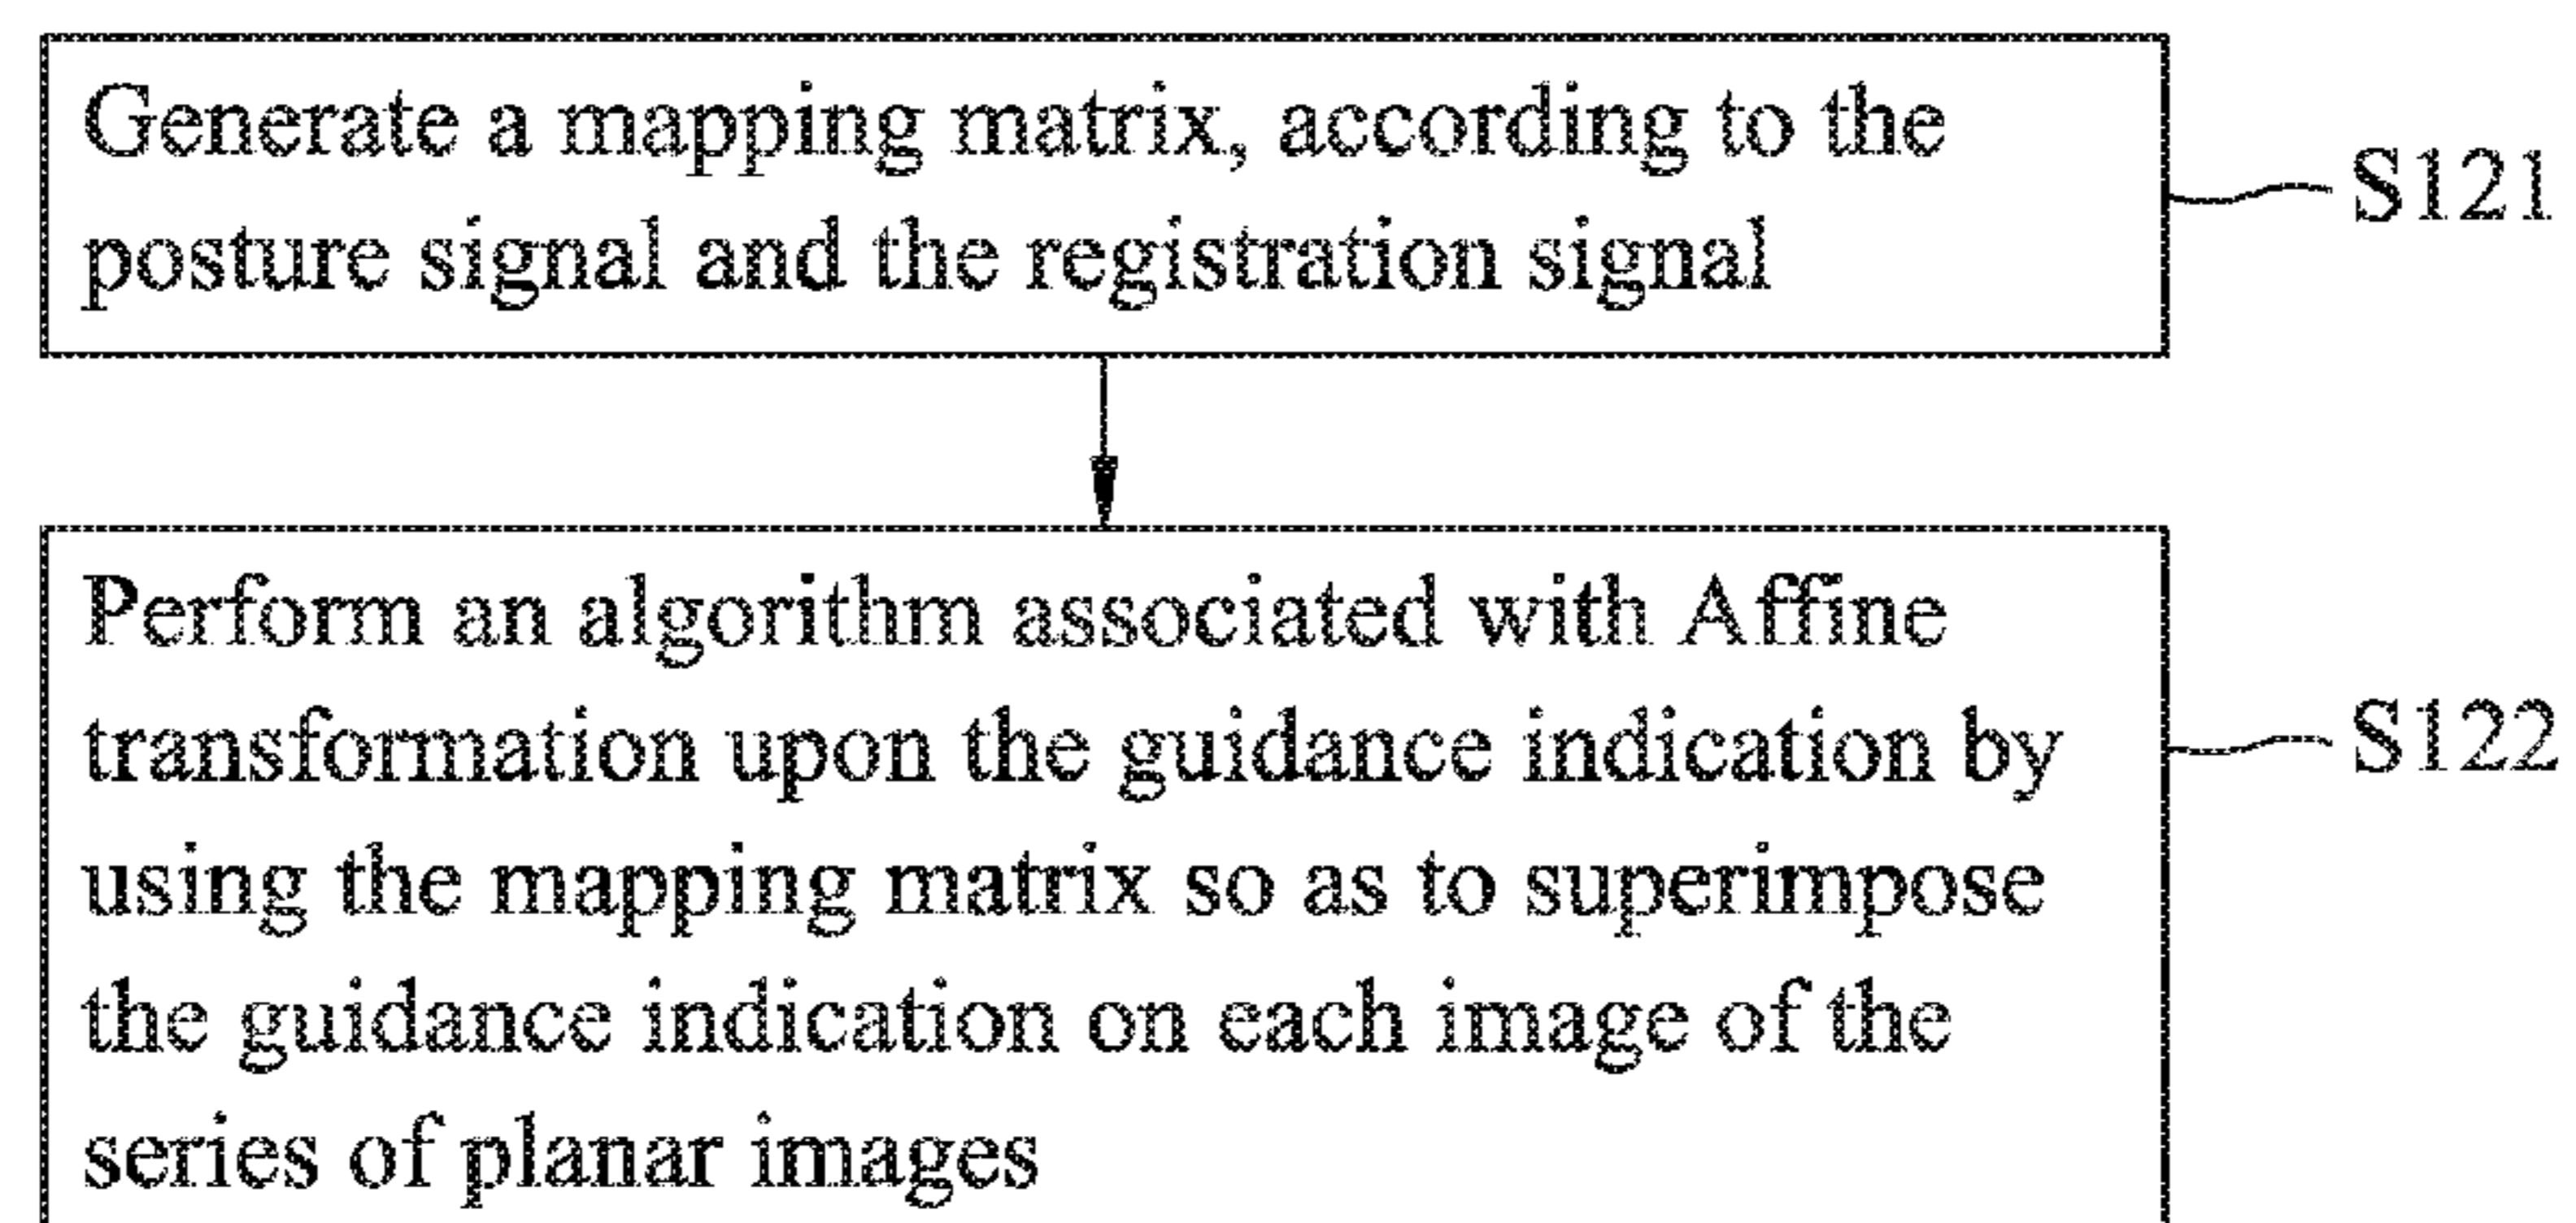 Generate a mapping matrix, according to the
posture signal and the registration signal
S121
Perform an algorithm associated with Affine
transformation upon the guidance indication by
using the mapping matrix so as to superimpose
the guidance indication on each image of the
series of planar images
S122